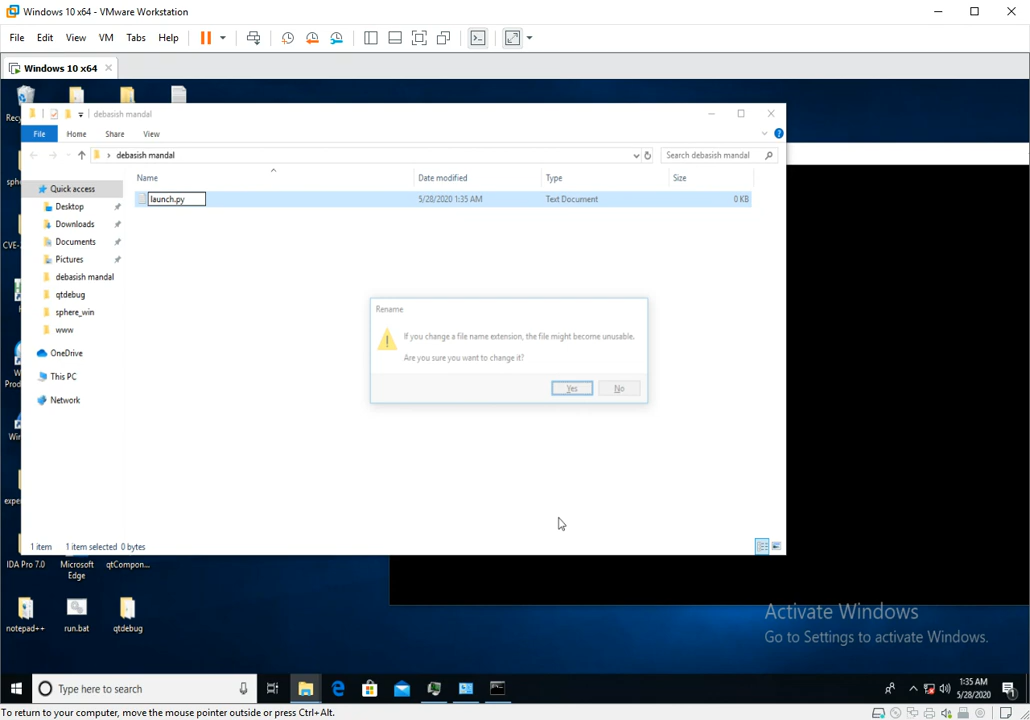 Windows 10 x64 - VMware Workstation
File Edit View VM Tabs Help
Windows 10 x64
debasish mandal
File Home Share View
debasish mandal
Search debasish mandal
Name Date modified Type Size
launch.py 5/28/2020 1:35 AM Text Document 0 KB
Quick access
Desktop
Downloads
Documents
Pictures
debasish mandal
qtdebug
sphere_win
www
OneDrive
This PC
Network
Rename
If you change a file name extension, the file might become unusable.
Are you sure you want to change it?
Yes No
1 item 1 item selected 0 bytes
IDA Pro 7.0
Microsoft Edge
qtCompon...
notepad++
run.bat
qtdebug
Activate Windows
Go to Settings to activate Windows.
Type here to search
1:35 AM
5/28/2020
To return to your computer, move the mouse pointer outside or press Ctrl+Alt.